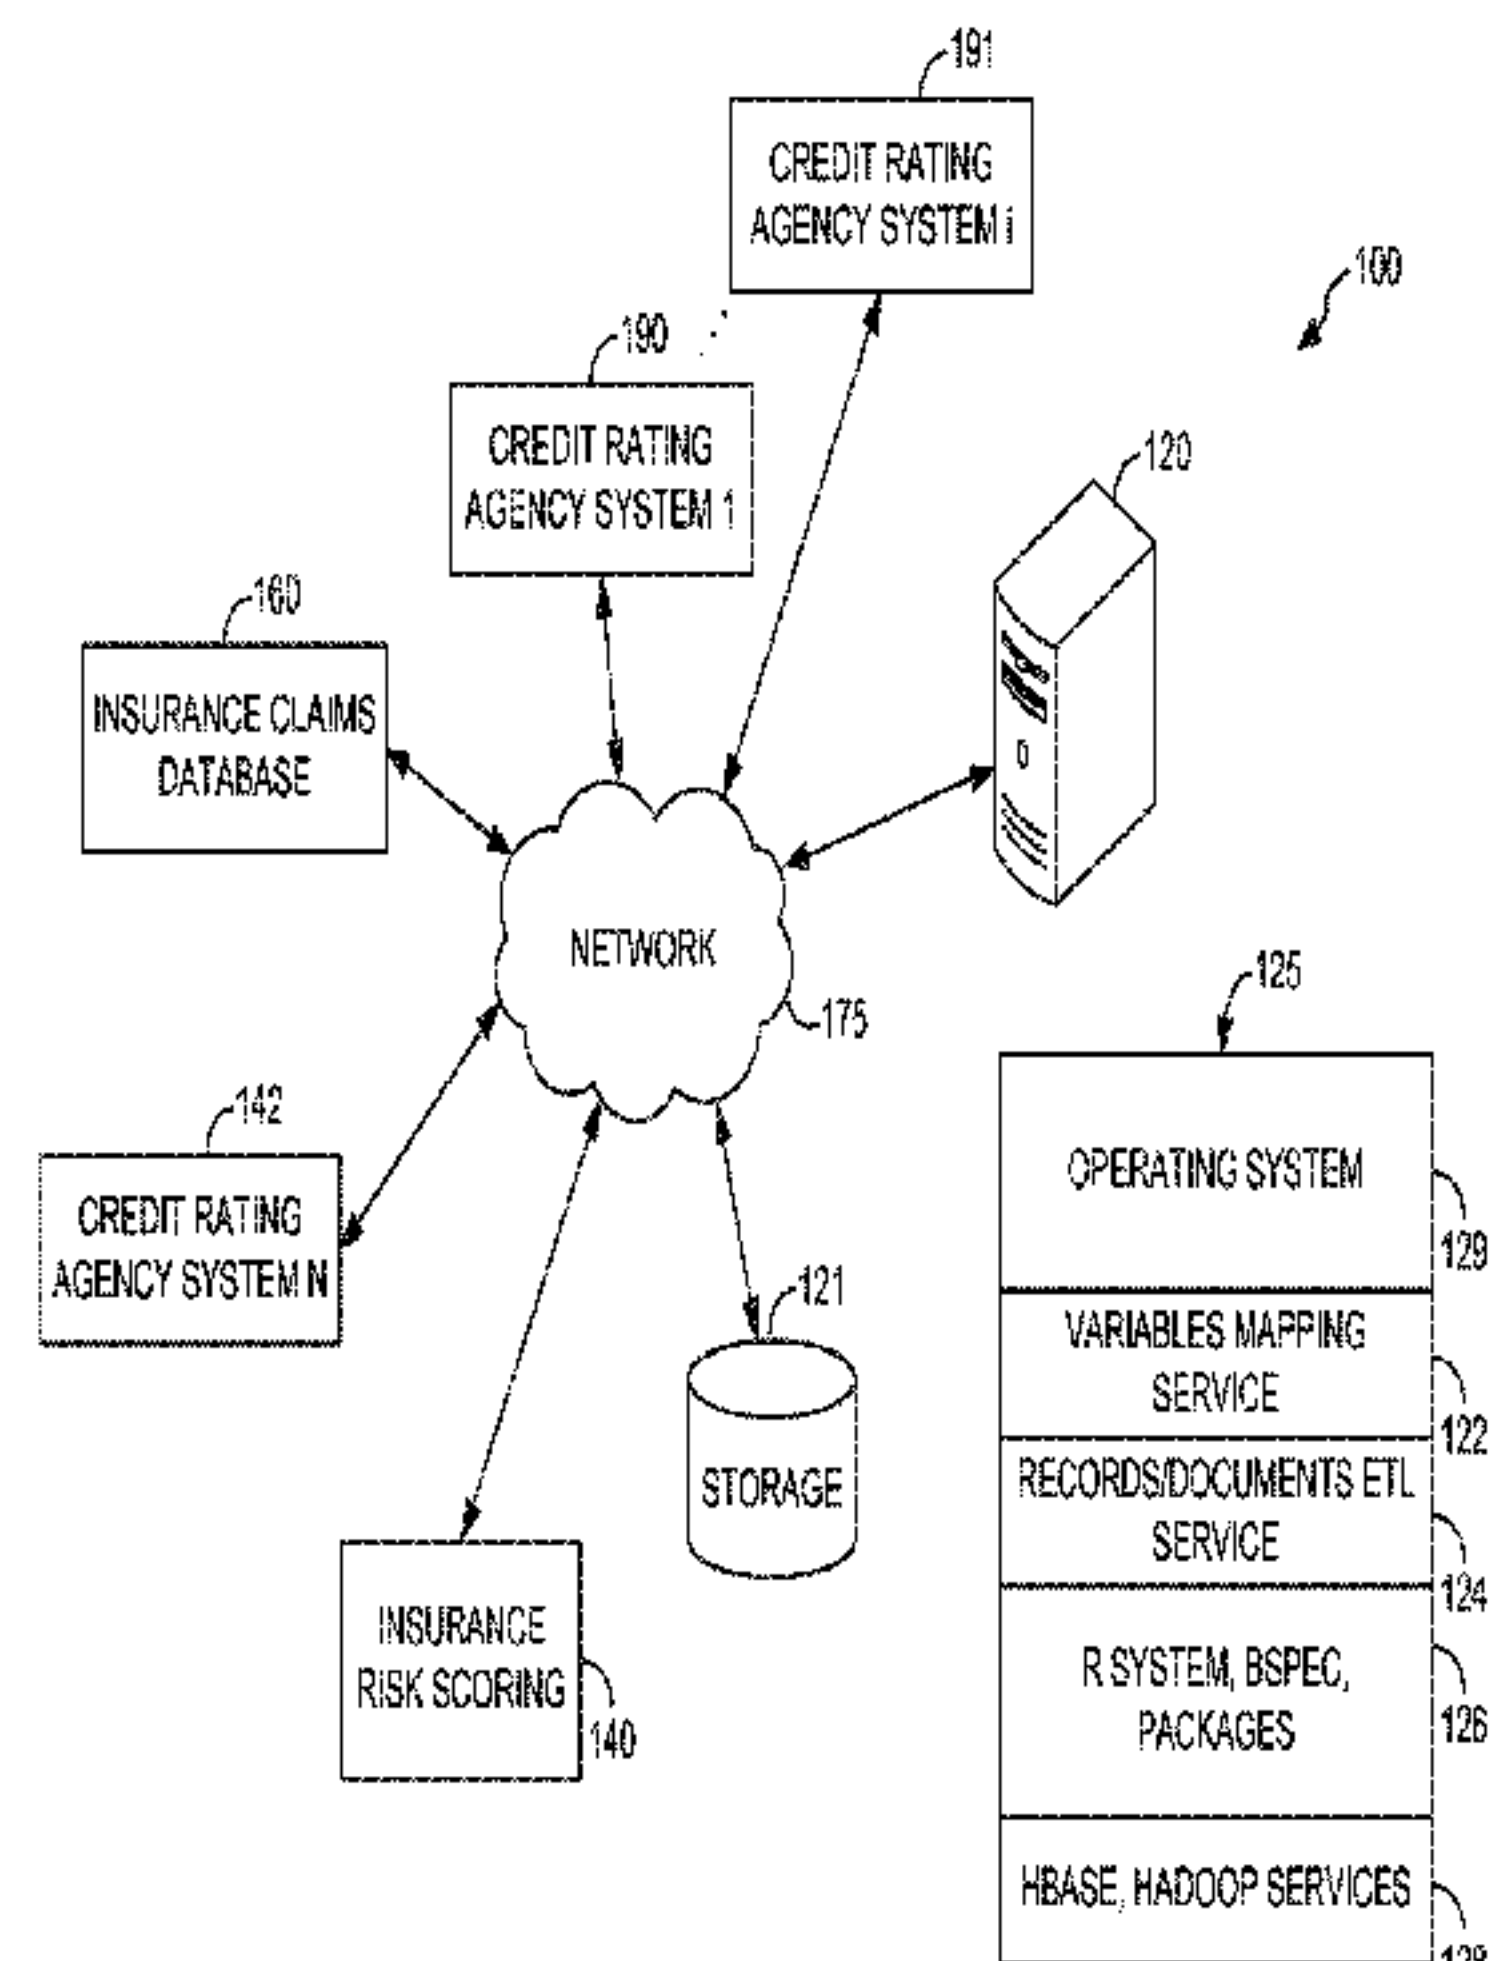 191
CREDIT RATING
AGENCY SYSTEM i
100
190
CREDIT RATING
AGENCY SYSTEM 1
120
160
INSURANCE CLAIMS
DATABASE
NETWORK
175
125
142
CREDIT RATING
AGENCY SYSTEM N
OPERATING SYSTEM
129
121
STORAGE
VARIABLES MAPPING
SERVICE
122
RECORDS/DOCUMENTS ETL
SERVICE
124
INSURANCE
RISK SCORING
140
R SYSTEM, BSPEC,
PACKAGES
126
HBASE, HADOOP SERVICES